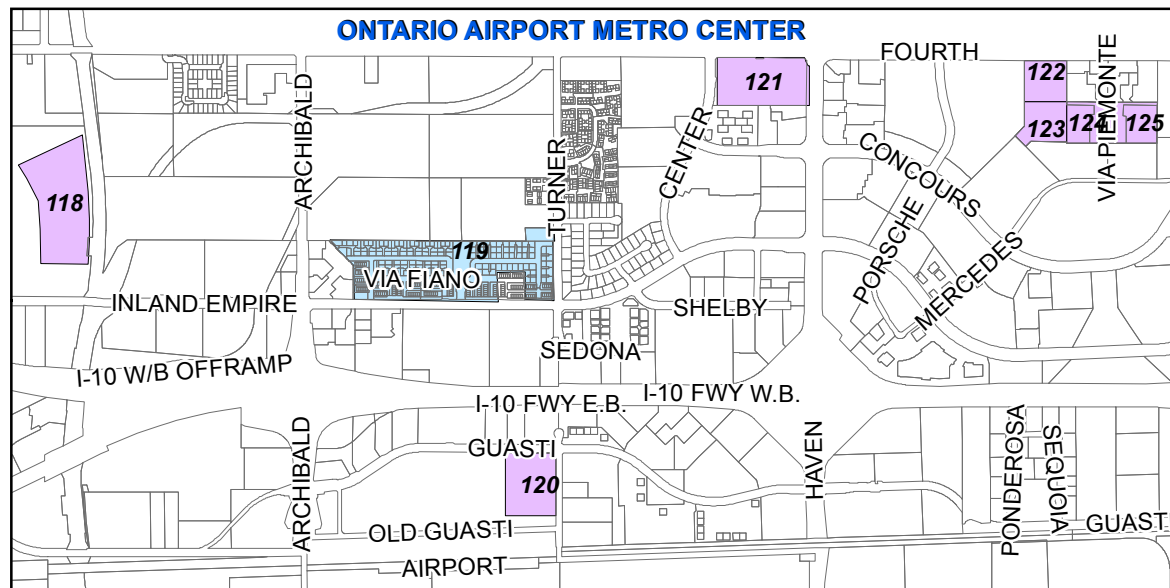 ONTARIO AIRPORT METRO CENTER
FOURTH
VIA PIEMONTE
121
122
123
124
125
ARCHIBALD
TURNER
CENTER
CONCOURS
118
119
VIA FIANO
PORSCHE
MERCEDES
INLAND EMPIRE
SHELBY
SEDONA
I-10 W/B OFFRAMP
I-10 FWY W.B.
I-10 FWY E.B.
ARCHIBALD
GUASTI
HAVEN
PONDEROSA
SEQUOIA
120
OLD GUASTI
GUASTI
AIRPORT